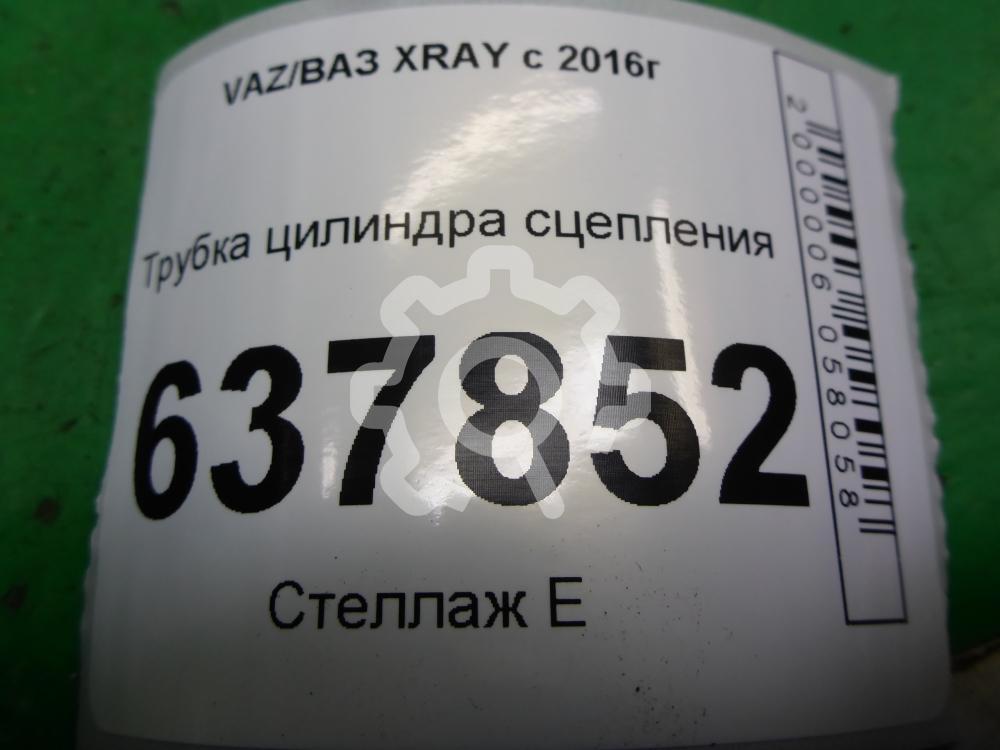 VAZ/ВАЗ XRAY с 2016г
Трубка цилиндра сцепления
637852
Стеллаж Е
2000006058058